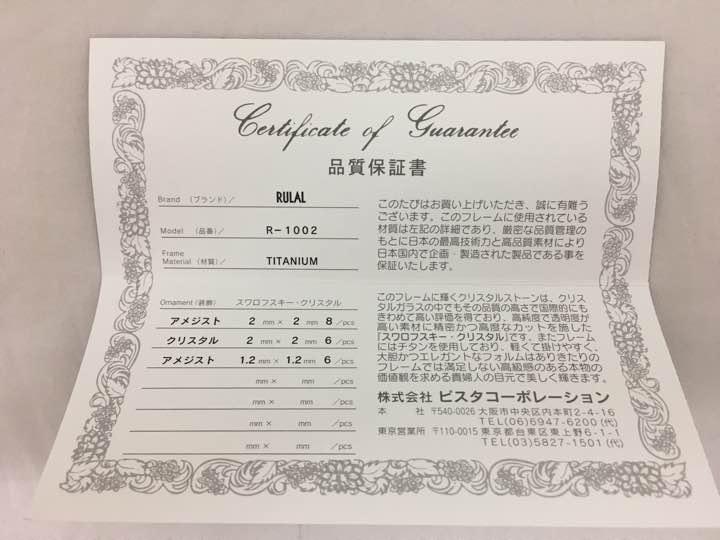 Certificate of Guarantee
品質保証書
Brand （ブランド）／ RULAL
Model （品番）／ R-1002
Frame
Material（材質）／ TITANIUM
Ornament（装飾） スワロフスキー・クリスタル
アメジスト 2 mm × 2 mm 8 ／pcs
クリスタル 2 mm × 2 mm 6 ／pcs
アメジスト 1.2 mm × 1.2 mm 6 ／pcs
mm × mm ／pcs
mm × mm ／pcs
mm × mm ／pcs
mm × mm ／pcs
このたびはお買い上げいただき、誠に有難う
ございます。このフレームに使用されている
材質は左記の詳細であり、厳密な品質管理の
もとに日本の最高技術力と高品質素材により
日本国内で企画・製造された製品である事を
保証いたします。
このフレームに輝くクリスタルストーンは、クリス
タルガラスの中でもその品質の高さで国際的にも
きわめて高い評価を得ており、高純度で透明度が
高い素材に精密かつ高度なカットを施した
「スワロフスキー・クリスタル」です。またフレーム
にはチタンを使用しており、軽くて掛けやすく、
大胆かつエレガントなフォルムはありきたりの
フレームでは満足しない高級感のある本物の
価値観を求める貴婦人の目元で美しく輝きます。
株式会社 ビスタコーポレーション
本 社 〒540-0026 大阪市中央区内本町2-4-16
TEL(06)6947-6200(代)
東京営業所 〒110-0015 東京都台東区東上野6-1-1
TEL(03)5827-1501(代)